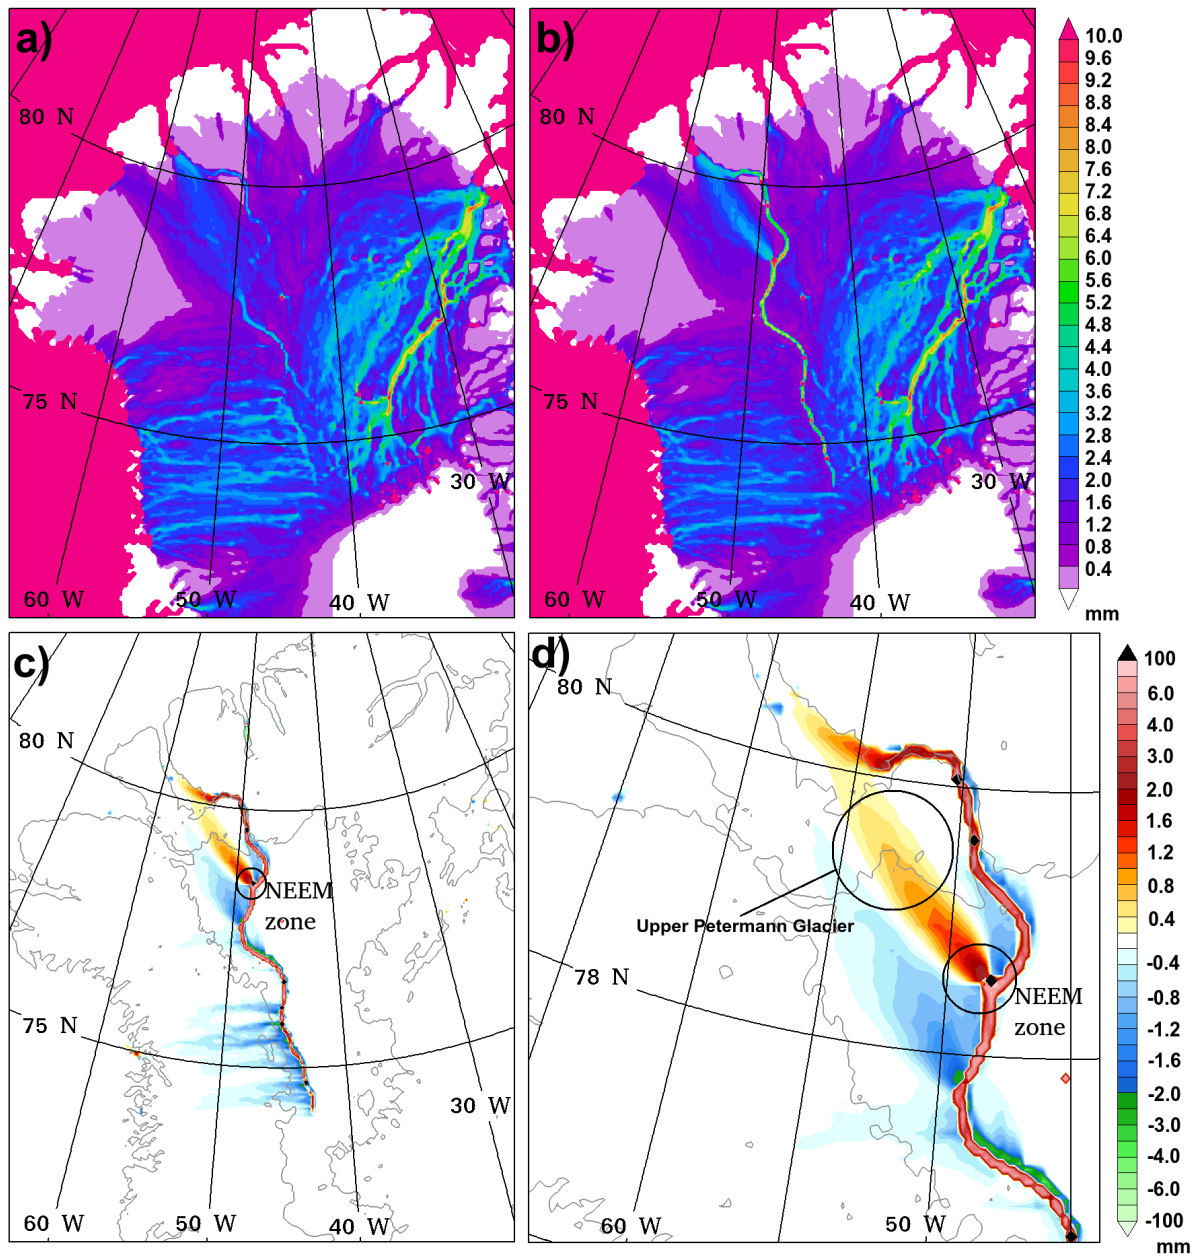 a)
80 N
75 N
30 W
60 W
50 W
40 W
b)
80 N
75 N
30 W
60 W
50 W
40 W
10.0
9.6
9.2
8.8
8.4
8.0
7.6
7.2
6.8
6.4
6.0
5.6
5.2
4.8
4.4
4.0
3.6
3.2
2.8
2.4
2.0
1.6
1.2
0.8
0.4
mm
c)
80 N
NEEM
zone
75 N
30 W
60 W
50 W
40 W
d)
80 N
Upper Petermann Glacier
78 N
NEEM
zone
60 W
50 W
100
6.0
4.0
3.0
2.0
1.6
1.2
0.8
0.4
-0.4
-0.8
-1.2
-1.6
-2.0
-3.0
-4.0
-6.0
-100
mm